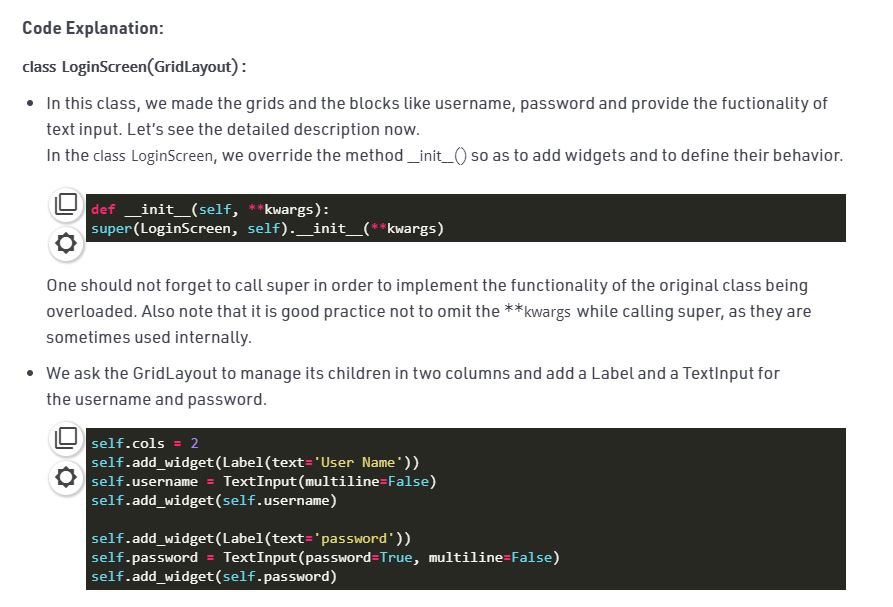 Code Explanation:
class LoginScreen(GridLayout):
• In this class, we made the grids and the blocks like username, password and provide the fuctionality of
text input. Let's see the detailed description now.
In the class LoginScreen, we override the method __init__() so as to add widgets and to define their behavior.
def __init__(self, **kwargs):
super(LoginScreen, self).__init__(**kwargs)
One should not forget to call super in order to implement the functionality of the original class being
overloaded. Also note that it is good practice not to omit the **kwargs while calling super, as they are
sometimes used internally.
• We ask the GridLayout to manage its children in two columns and add a Label and a TextInput for
the username and password.
self.cols = 2
self.add_widget(Label(text='User Name'))
self.username = TextInput(multiline=False)
self.add_widget(self.username)
self.add_widget(Label(text='password'))
self.password = TextInput(password=True, multiline=False)
self.add_widget(self.password)